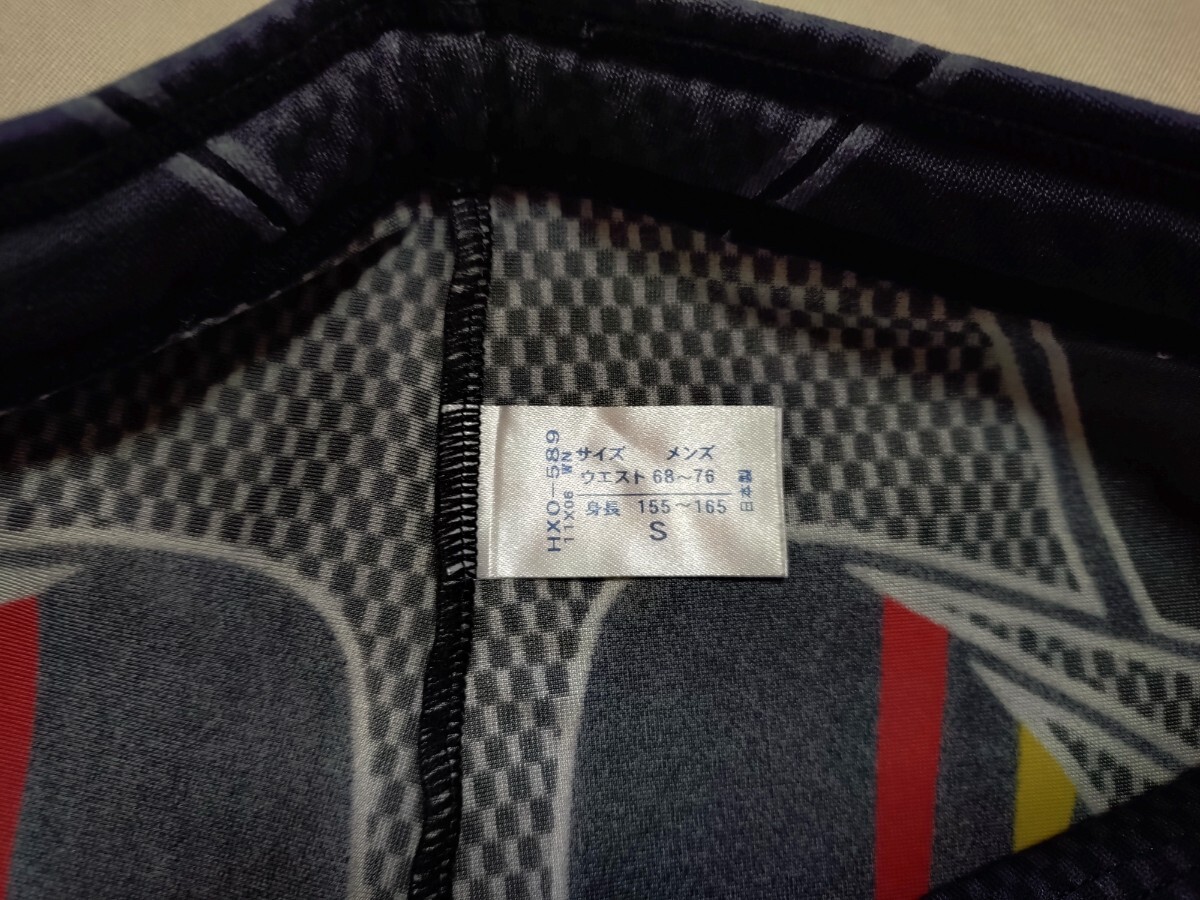 HXO-589
11X06 WN
サイズ メンズ
ウエスト 68～76
身長 155～165
S
日本製